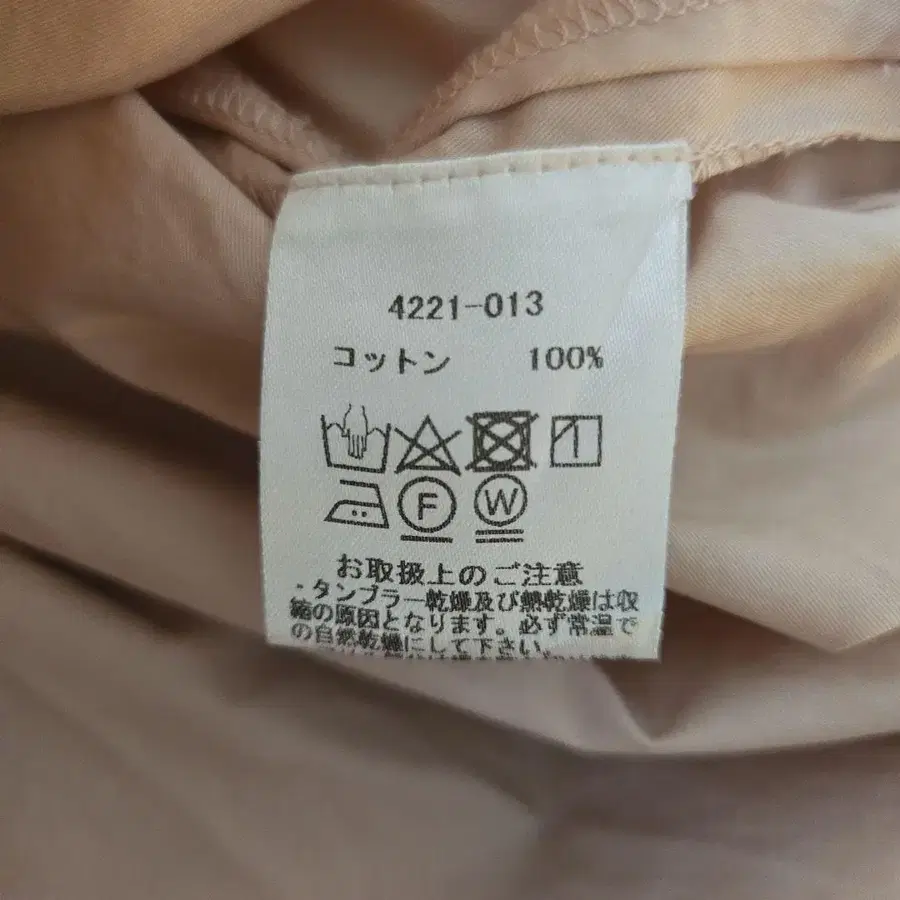 4221-013
コットン 100%
F W
お取扱上のご注意
・タンブラー乾燥及び熱乾燥は収
縮の原因となります。必ず常温で
の自然乾燥にして下さい。